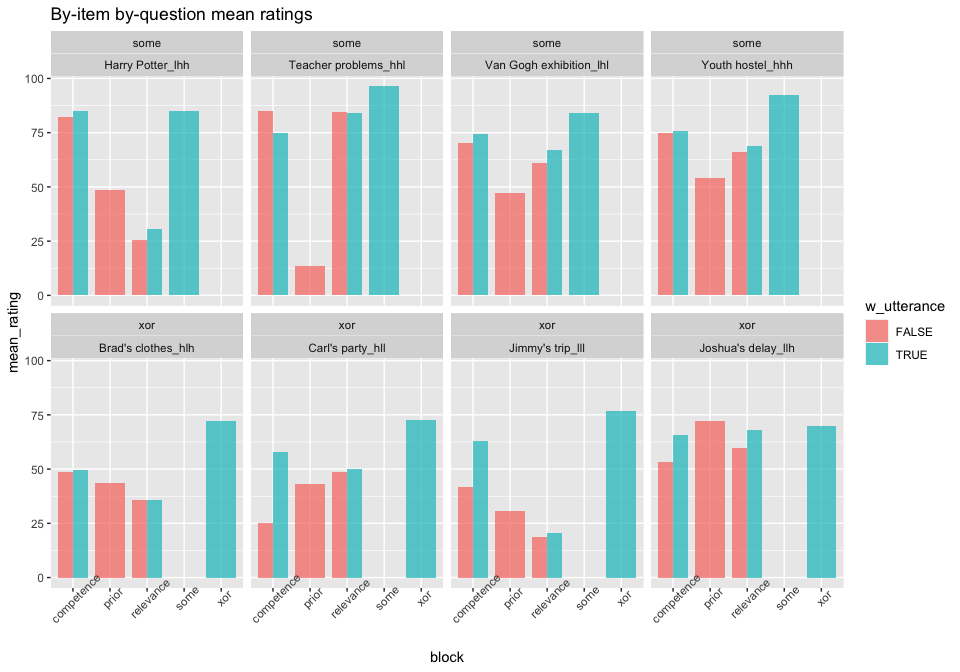 By-item by-question mean ratings
some some some some
Harry Potter_lhh Teacher problems_hhl Van Gogh exhibition_lhl Youth hostel_hhh
100
75
50
25
0
xor xor xor xor
Brad's clothes_hlh Carl's party_hll Jimmy's trip_lll Joshua's delay_llh
100
75
50
25
0
mean_rating
competence prior relevance some xor competence prior relevance some xor competence prior relevance some xor competence prior relevance some xor
block
w_utterance
FALSE
TRUE